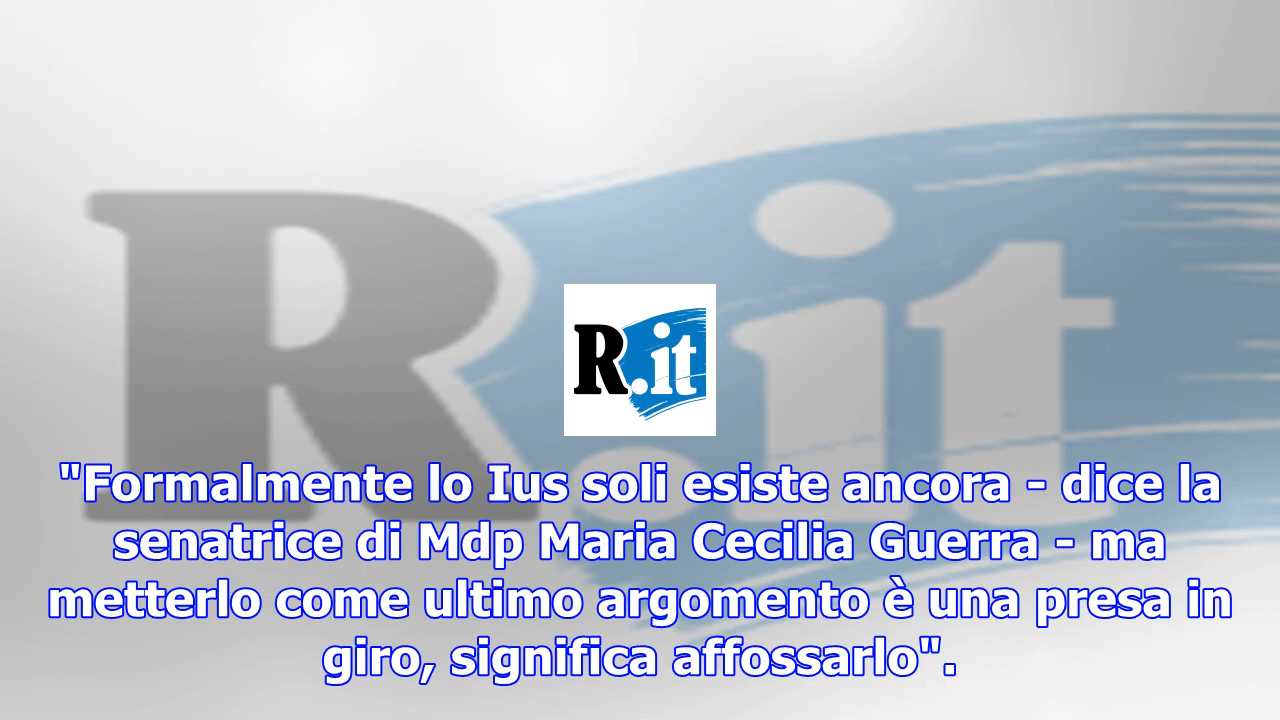 R.it
R.it
"Formalmente lo Ius soli esiste ancora - dice la
senatrice di Mdp Maria Cecilia Guerra - ma
metterlo come ultimo argomento è una presa in
giro, significa affossarlo".